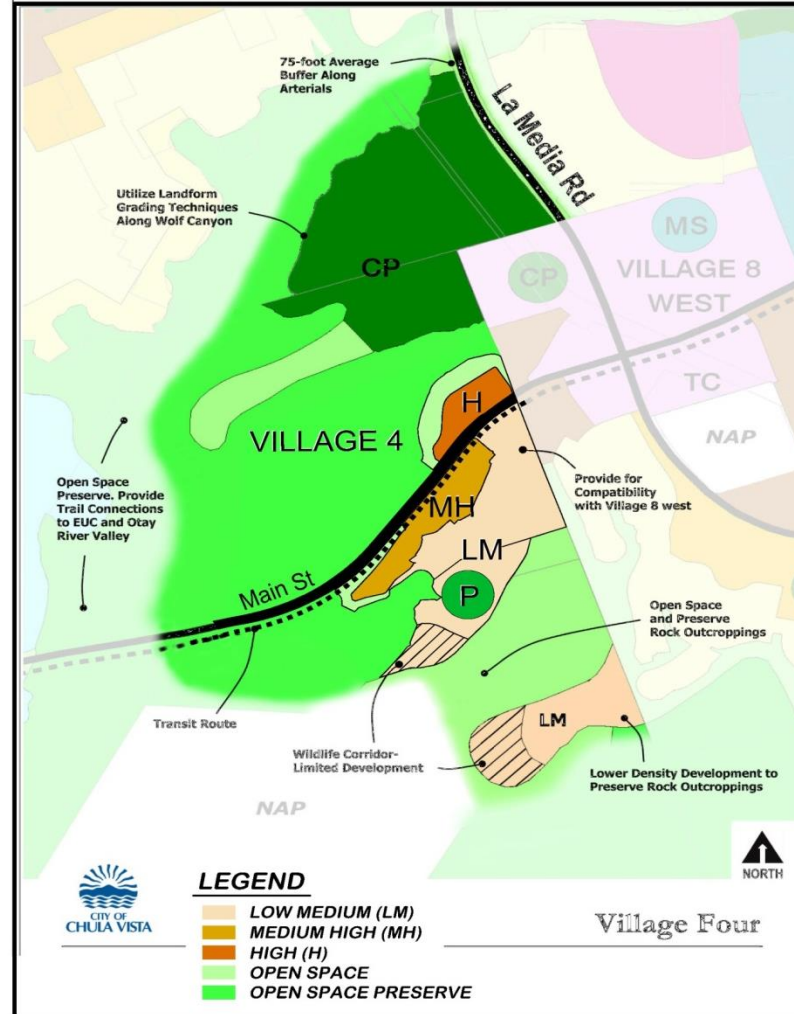 75-foot Average
Buffer Along
Arterials
La Media Rd
Utilize Landform
Grading Techniques
Along Wolf Canyon
CP
CP
MS
VILLAGE 8
WEST
TC
NAP
H
VILLAGE 4
MH
LM
P
Main St
Open Space
Preserve. Provide
Trail Connections
to EUC and Otay
River Valley
Provide for
Compatibility
with Village 8 west
Open Space
and Preserve
Rock Outcroppings
Transit Route
Wildlife Corridor-
Limited Development
LM
Lower Density Development to
Preserve Rock Outcroppings
NAP
NORTH
CITY OF
CHULA VISTA
LEGEND
LOW MEDIUM (LM)
MEDIUM HIGH (MH)
HIGH (H)
OPEN SPACE
OPEN SPACE PRESERVE
Village Four